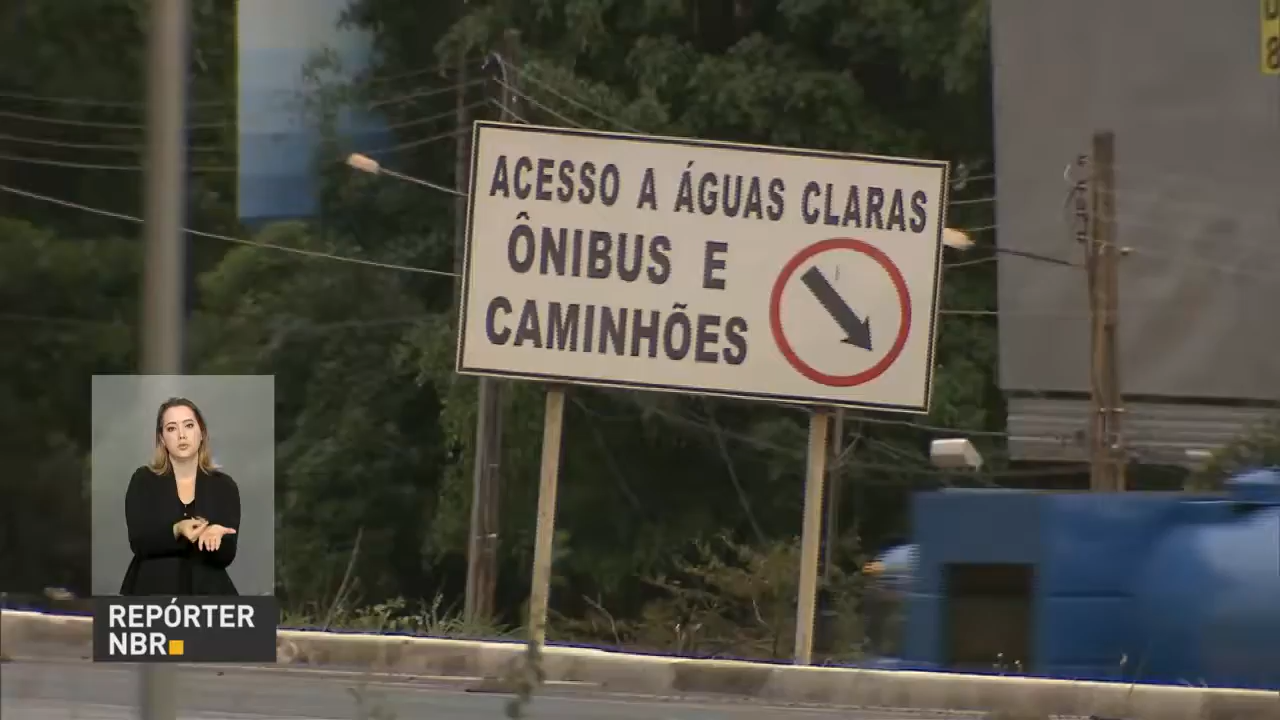 ACESSO A ÁGUAS CLARAS
ÔNIBUS E
CAMINHÕES
REPÓRTER
NBR